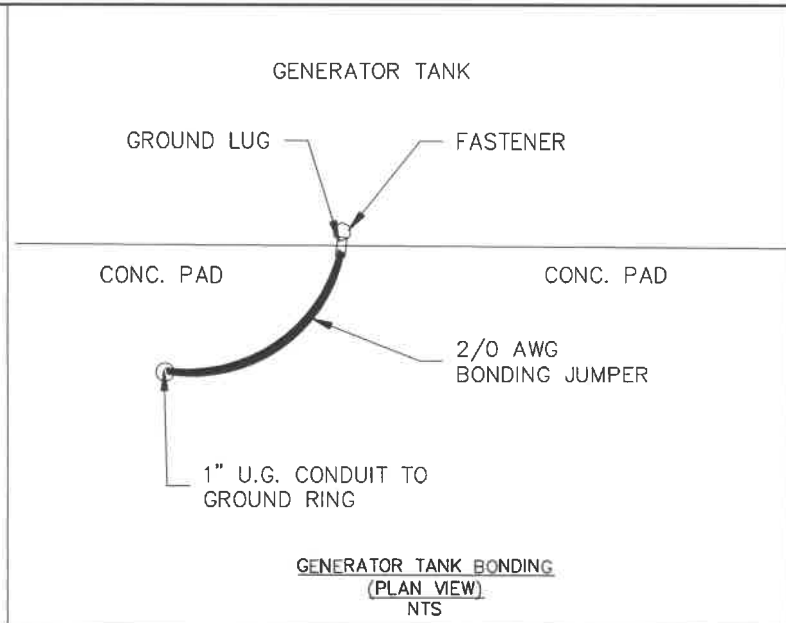 GENERATOR TANK
GROUND LUG
FASTENER
CONC. PAD
CONC. PAD
2/0 AWG
BONDING JUMPER
1" U.G. CONDUIT TO
GROUND RING
GENERATOR TANK BONDING
(PLAN VIEW)
NTS